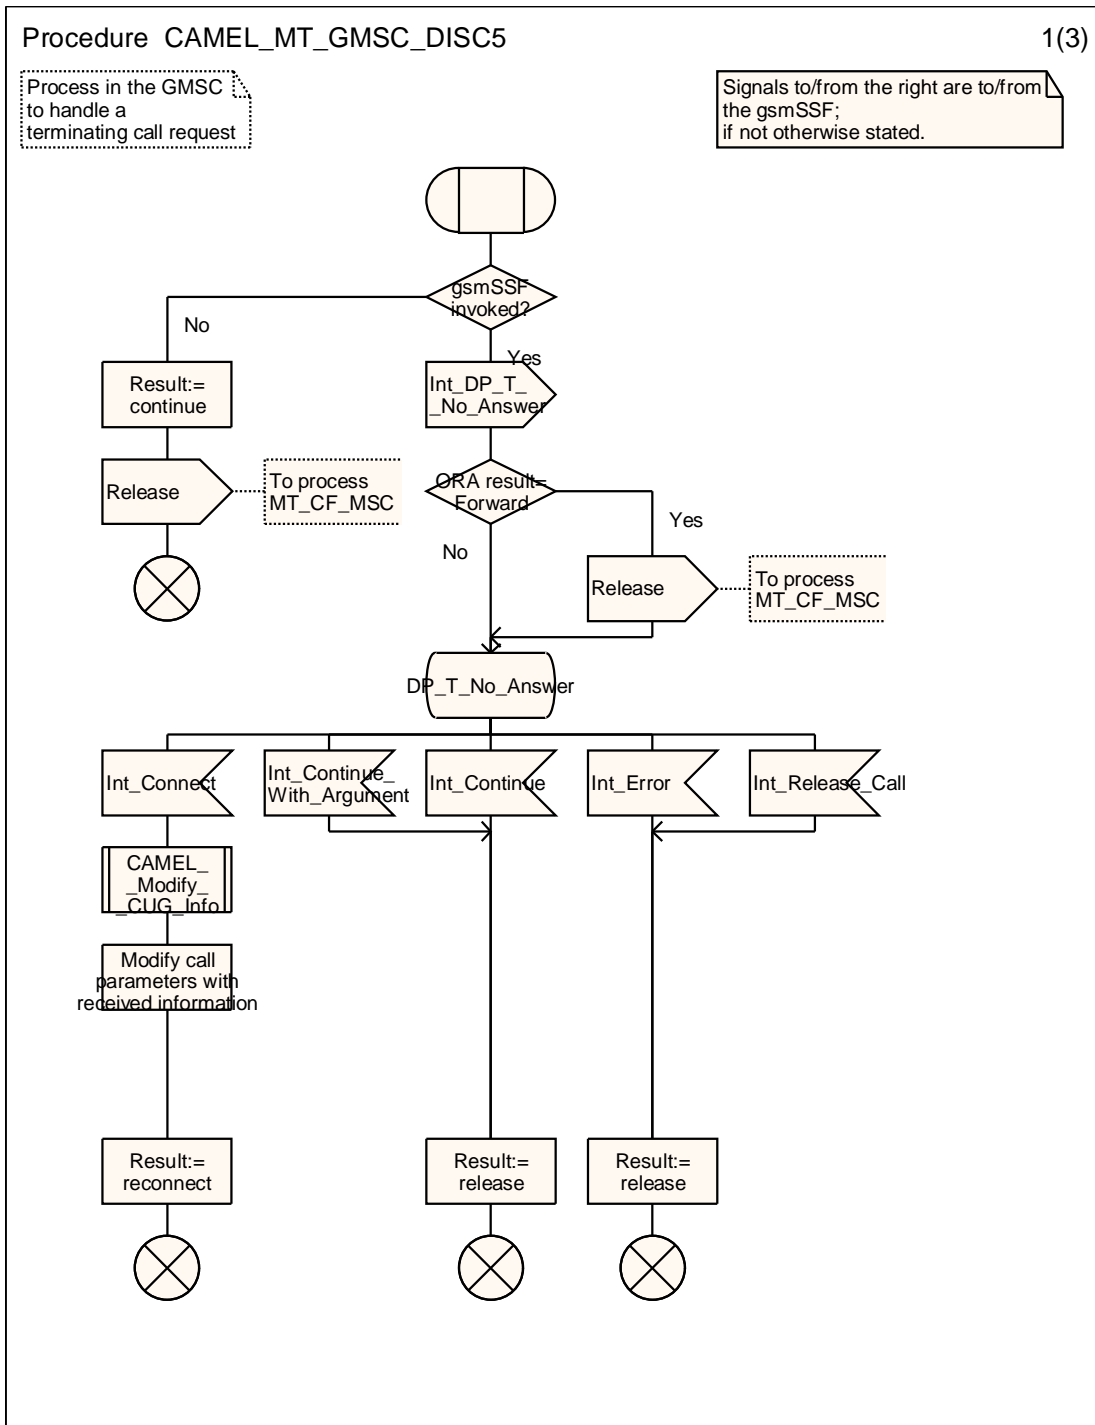 Procedure CAMEL_MT_GMSC_DISC5
1(3)
Process in the GMSC
to handle a
terminating call request
Signals to/from the right are to/from
the gsmSSF;
if not otherwise stated.
gsmSSF
invoked?
No
Yes
Result:=
continue
Int_DP_T_
_No_Answer
Release
To process
MT_CF_MSC
ORA result=
Forward
Yes
No
Release
To process
MT_CF_MSC
DP_T_No_Answer
Int_Connect
Int_Continue_
With_Argument
Int_Continue
Int_Error
Int_Release_Call
CAMEL_
_Modify_
_CUG_Info
Modify call
parameters with
received information
Result:=
reconnect
Result:=
release
Result:=
release